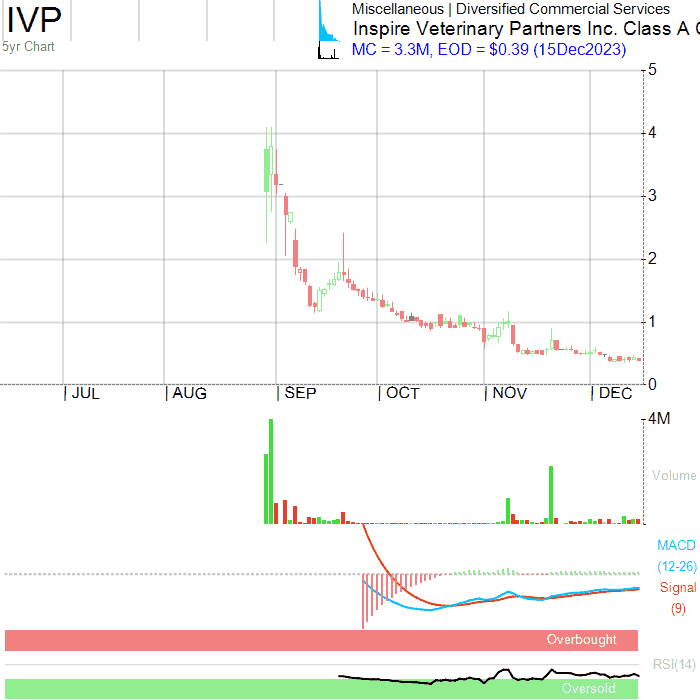 IVP
5yr Chart
Miscellaneous | Diversified Commercial Services
Inspire Veterinary Partners Inc. Class A C
MC = 3.3M, EOD = $0.39 (15Dec2023)
5
4
3
2
1
0
JUL AUG SEP OCT NOV DEC
4M
Volume
MACD
(12-26)
Signal
(9)
Overbought
RSI(14)
Oversold